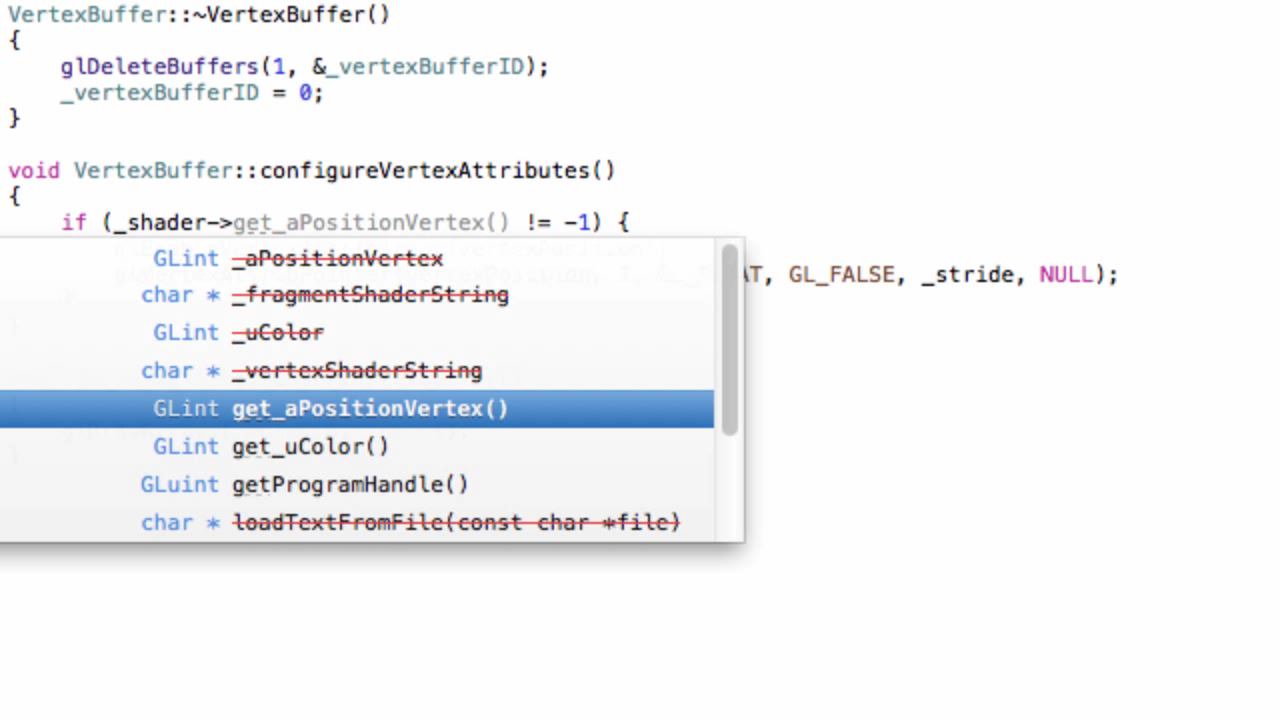 VertexBuffer::~VertexBuffer()
{
glDeleteBuffers(1, &_vertexBufferID);
_vertexBufferID = 0;
}
void VertexBuffer::configureVertexAttributes()
{
if (_shader->get_aPositionVertex() != -1) {
GLint _aPositionVertex
AT, GL_FALSE, _stride, NULL);
char * _fragmentShaderString
GLint _uColor
char * _vertexShaderString
GLint get_aPositionVertex()
GLint get_uColor()
GLuint getProgramHandle()
char * loadTextFromFile(const char *file)